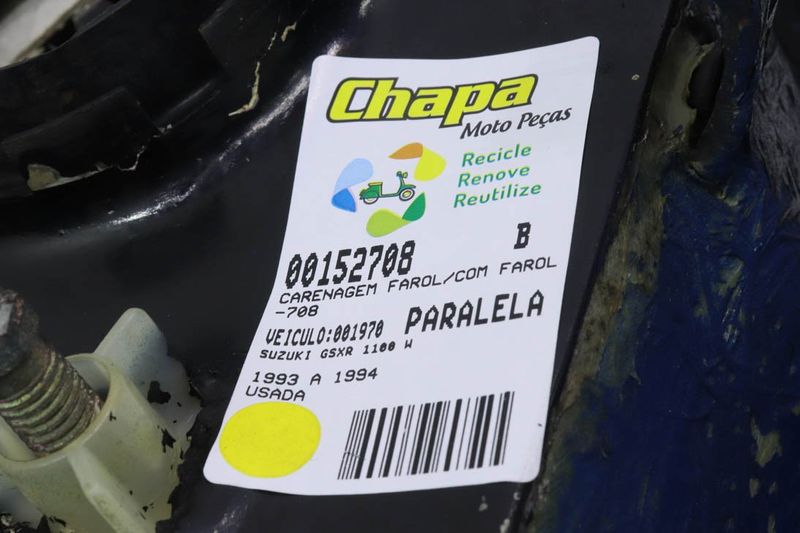 Chapa
Moto Peças
Recicle
Renove
Reutilize
B
00152708
CARENAGEM FAROL/COM FAROL
-708
VEICULO:001970 PARALELA
SUZUKI GSXR 1100 W
1993 A 1994
USADA